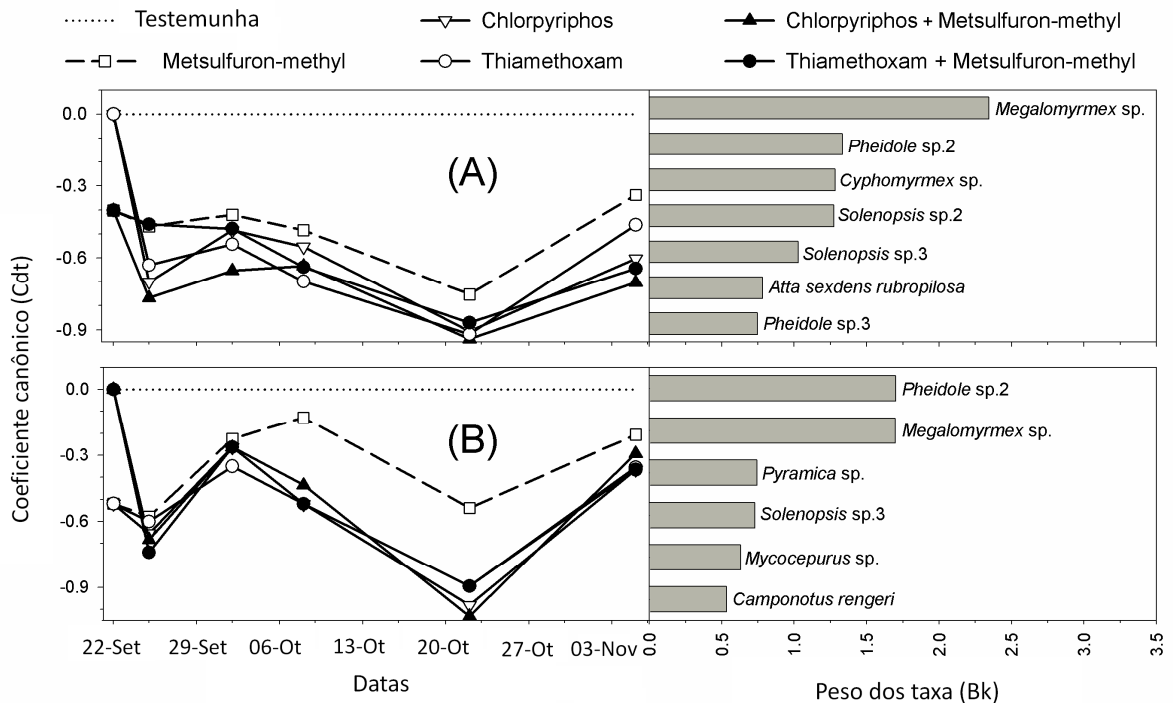 Testemunha Chlorpyriphos Chlorpyriphos + Metsulfuron-methyl
Metsulfuron-methyl Thiamethoxam Thiamethoxam + Metsulfuron-methyl
Coeficiente canônico (Cdt)
0.0
-0.3
-0.6
-0.9
(A)
Megalomyrmex sp.
Pheidole sp.2
Cyphomyrmex sp.
Solenopsis sp.2
Solenopsis sp.3
Atta sexdens rubropilosa
Pheidole sp.3
0.0
-0.3
-0.6
-0.9
(B)
Pheidole sp.2
Megalomyrmex sp.
Pyramica sp.
Solenopsis sp.3
Mycocepurus sp.
Camponotus rengeri
22-Set 29-Set 06-Ot 13-Ot 20-Ot 27-Ot 03-Nov
0.0 0.5 1.0 1.5 2.0 2.5 3.0 3.5
Datas
Peso dos taxa (Bk)